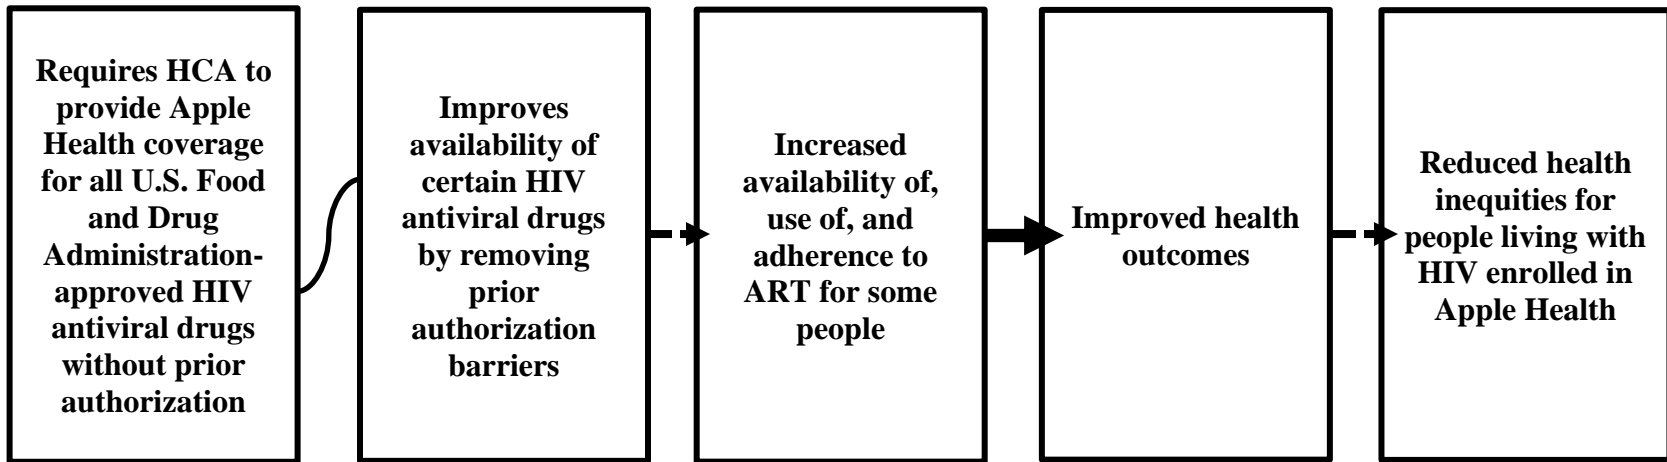 Requires HCA to
provide Apple
Health coverage
for all U.S. Food
and Drug
Administration-
approved HIV
antiviral drugs
without prior
authorization
Improves
availability of
certain HIV
antiviral drugs
by removing
prior
authorization
barriers
Increased
availability of,
use of, and
adherence to
ART for some
people
Improved health
outcomes
Reduced health
inequities for
people living with
HIV enrolled in
Apple Health